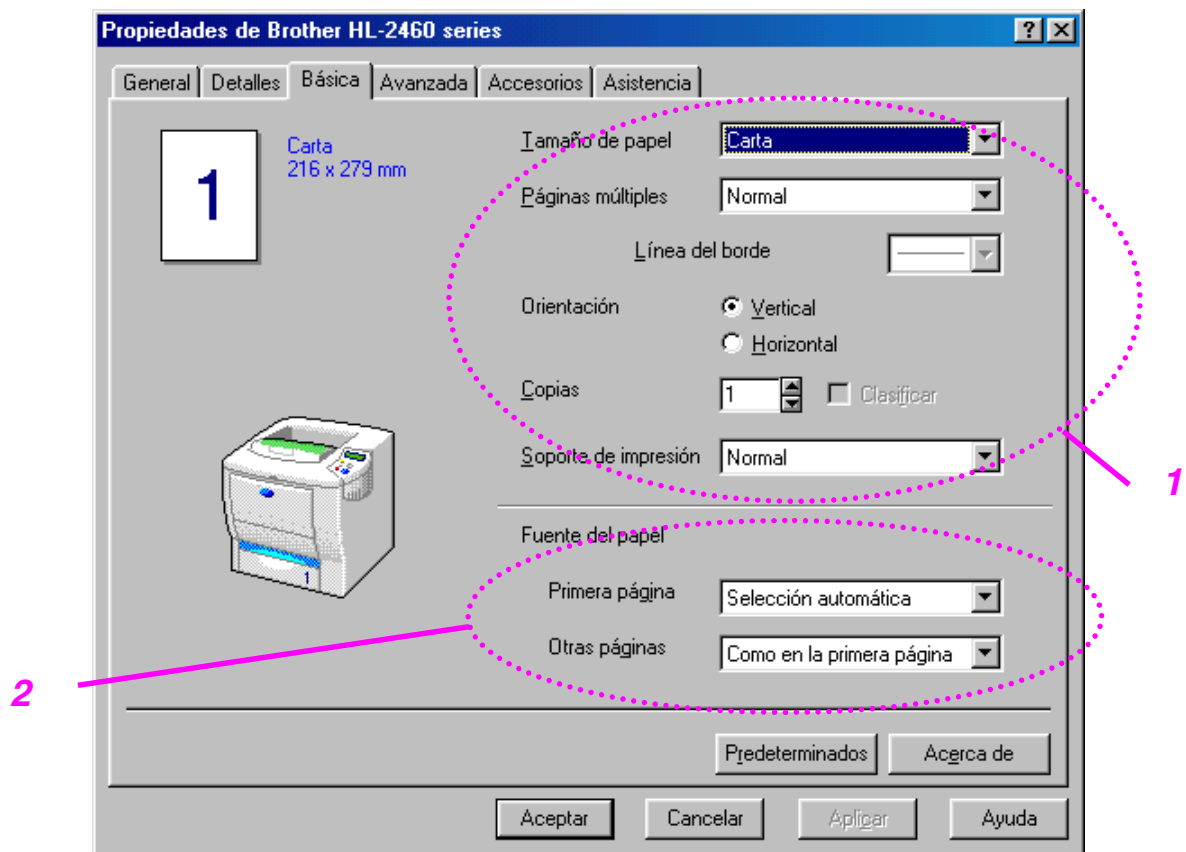 Propiedades de Brother HL-2460 series
General Detalles Básica Avanzada Accesorios Asistencia
1
Carta
216 x 279 mm
Tamaño de papel Carta
Páginas múltiples Normal
Línea del borde
Orientación Vertical
Horizontal
Copias 1 Clasificar
Soporte de impresión Normal
1
Fuente del papel
1
Primera página Selección automática
Otras páginas Como en la primera página
2
Predeterminados Acerca de
Aceptar Cancelar Aplicar Ayuda